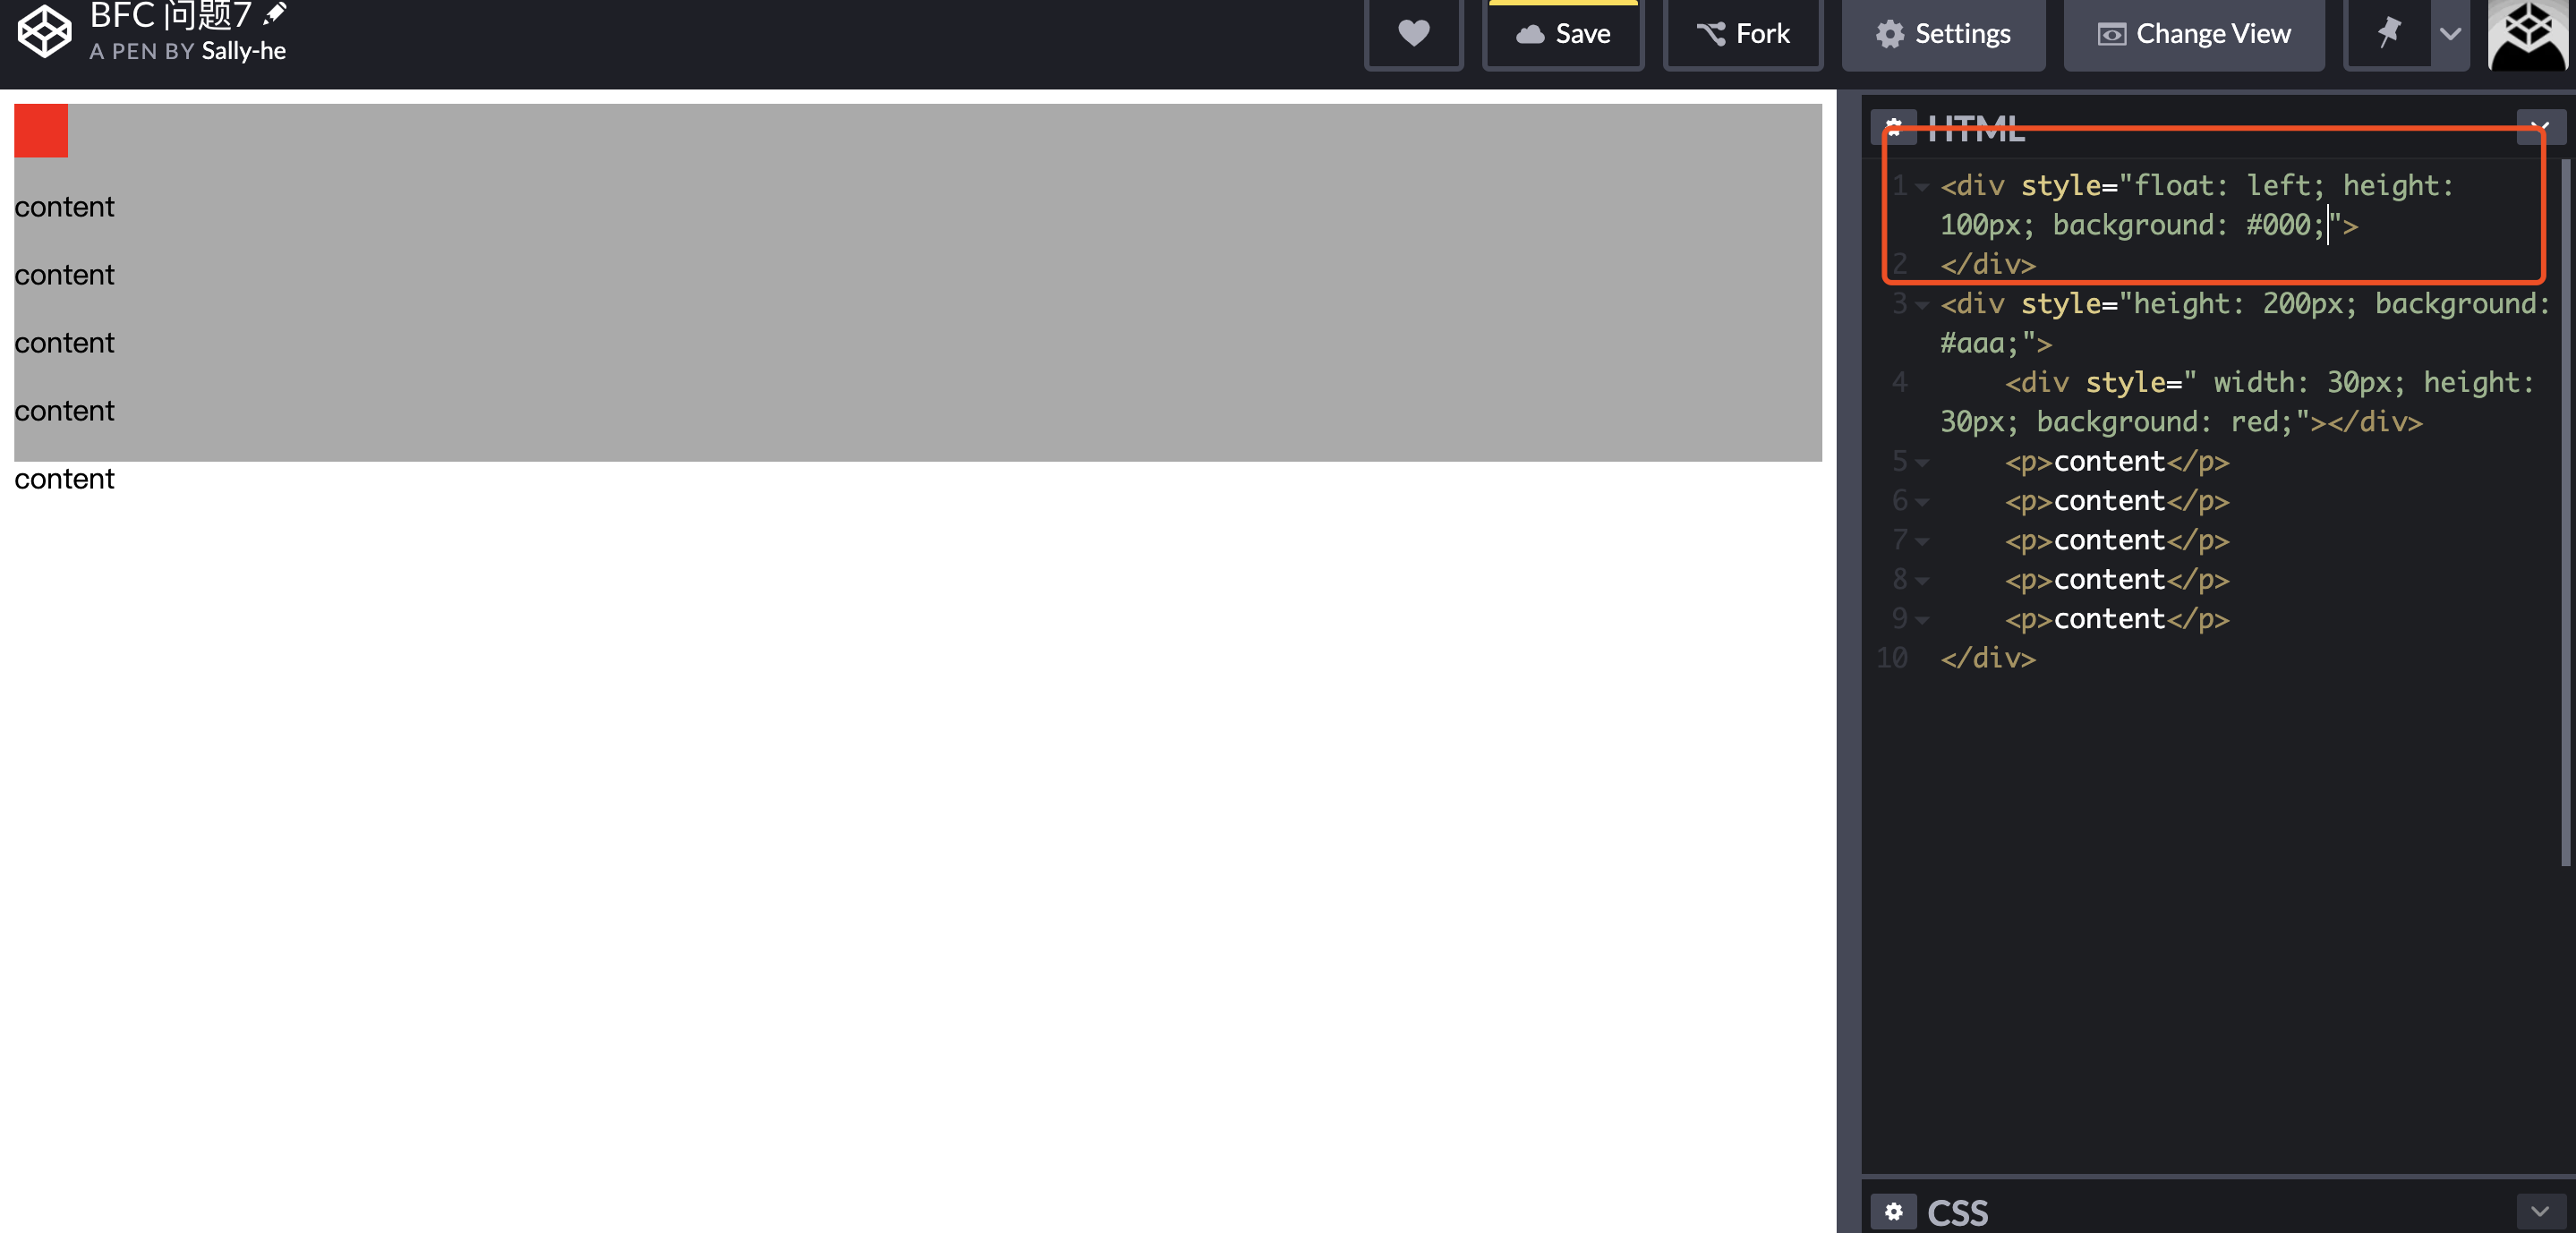 BFC 问题7
A PEN BY Sally-he
Save
Fork
Settings
Change View
content
content
content
content
content
HTML
1 <div style="float: left; height:
100px; background: #000;">
2 </div>
3 <div style="height: 200px; background:
#aaa;">
4 <div style=" width: 30px; height:
30px; background: red;"></div>
5 <p>content</p>
6 <p>content</p>
7 <p>content</p>
8 <p>content</p>
9 <p>content</p>
10 </div>
CSS